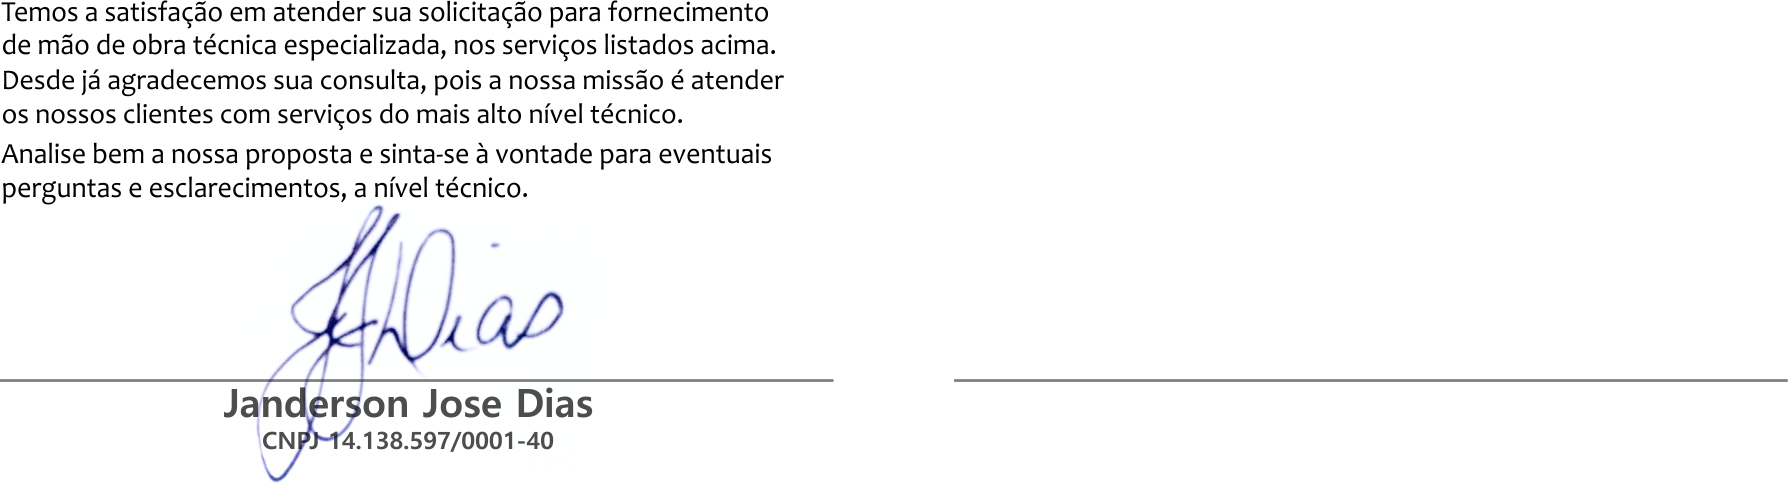 Temos a satisfação em atender sua solicitação para fornecimento
de mão de obra técnica especializada, nos serviços listados acima.
Desde já agradecemos sua consulta, pois a nossa missão é atender
os nossos clientes com serviços do mais alto nível técnico.
Analise bem a nossa proposta e sinta-se à vontade para eventuais
perguntas e esclarecimentos, a nível técnico.
Dias
Janderson Jose Dias
CNPJ 14.138.597/0001-40